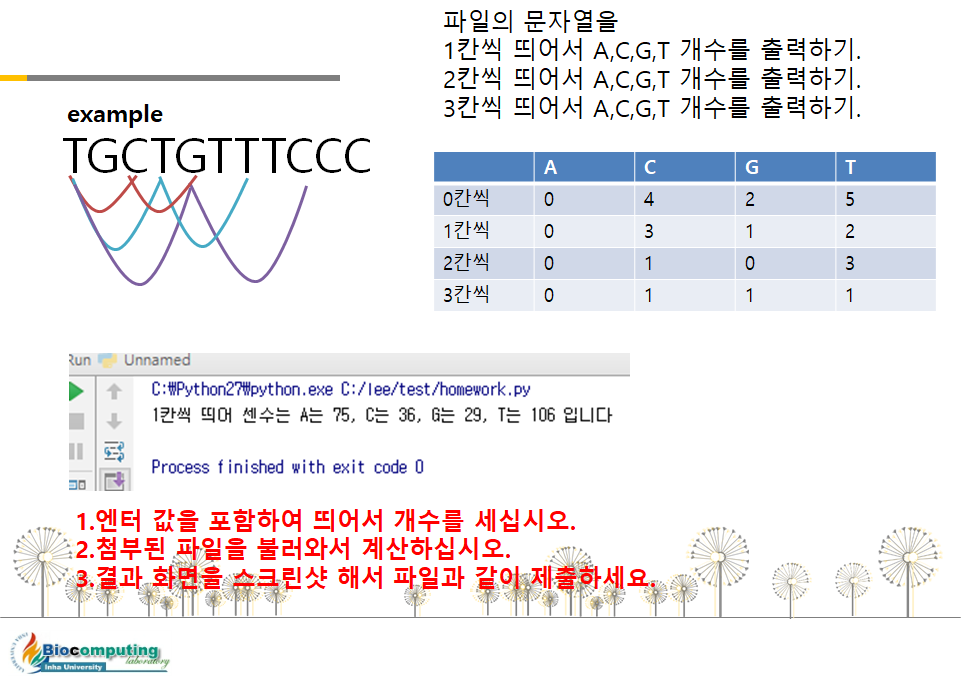 파일의 문자열을
1칸씩 띄어서 A,C,G,T 개수를 출력하기.
2칸씩 띄어서 A,C,G,T 개수를 출력하기.
3칸씩 띄어서 A,C,G,T 개수를 출력하기.
example
TGCTGTTTCCC
A C G T
0칸씩 0 4 2 5
1칸씩 0 3 1 2
2칸씩 0 1 0 3
3칸씩 0 1 1 1
Run Unnamed
C:₩Python27₩python.exe C:/lee/test/homework.py
1칸씩 띄어 센수는 A는 75, C는 36, G는 29, T는 106 입니다
Process finished with exit code 0
1.엔터 값을 포함하여 띄어서 개수를 세십시오.
2.첨부된 파일을 불러와서 계산하십시오.
3.결과 화면을 스크린샷 해서 파일과 같이 제출하세요.
Biocomputing
laboratory
Inha University